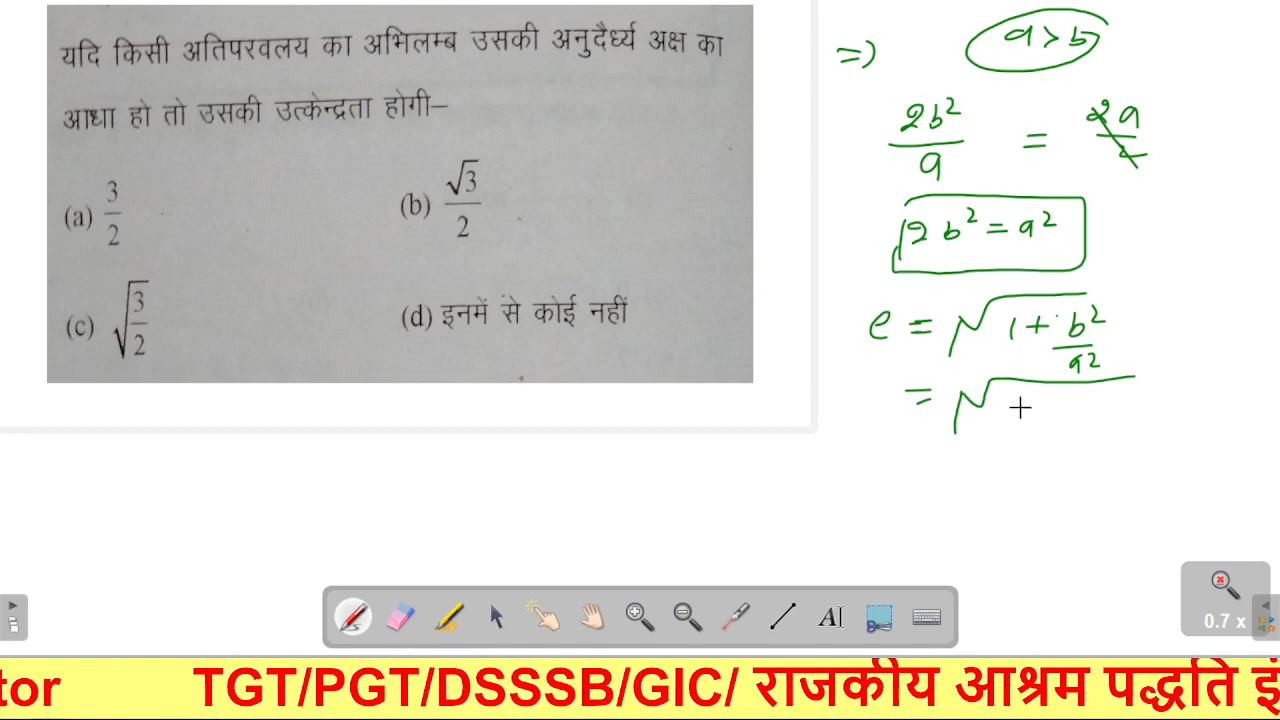 यदि किसी अतिपरवलय का अभिलम्ब उसकी अनुदैर्ध्य अक्ष का
आधा हो तो उसकी उत्केन्द्रता होगी–
(a) 3/2
(b) √3/2
(c) √(3/2)
(d) इनमें से कोई नहीं
=) a > b
2b²/a = 2a/2
2b² = a²
e = √(1 + b²/a²)
= √
0.7 x
tor TGT/PGT/DSSSB/GIC/ राजकीय आश्रम पद्धति इं